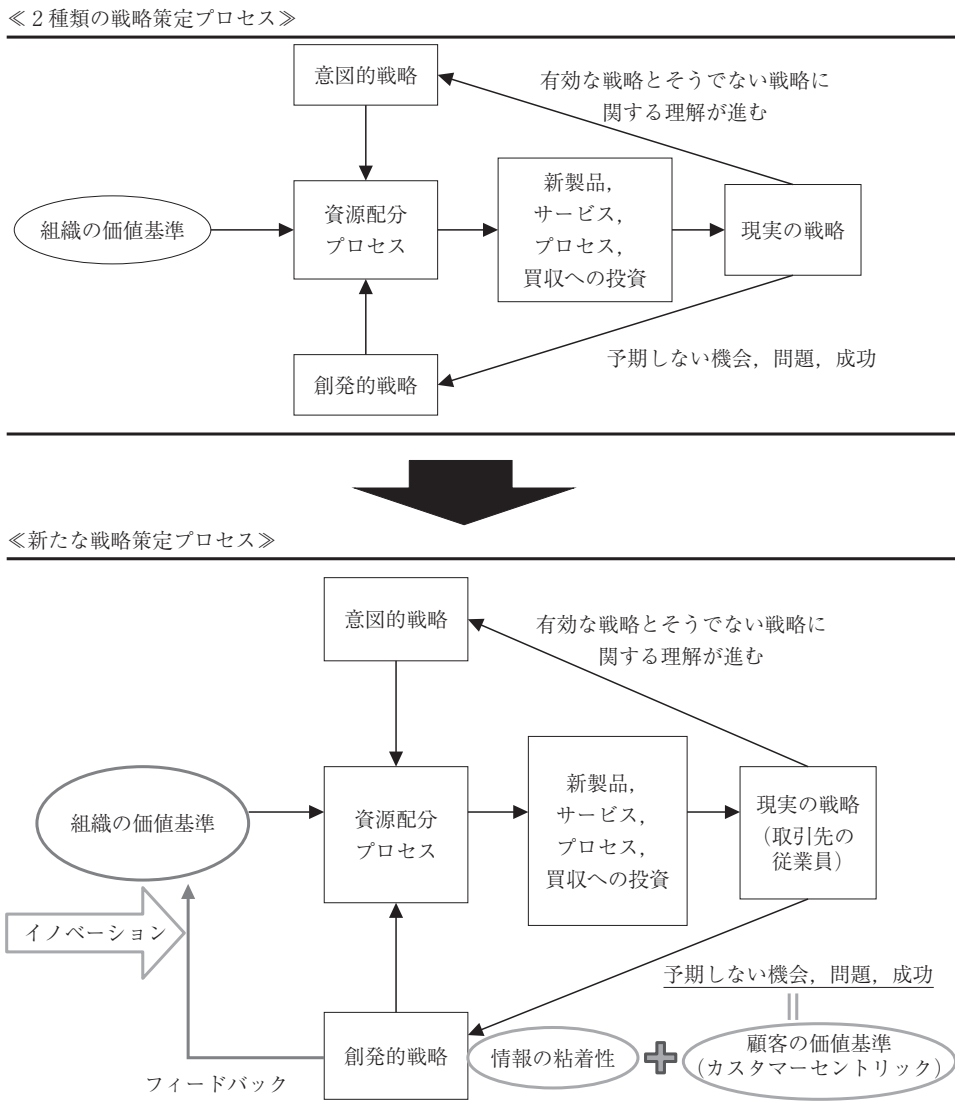 ≪２種類の戦略策定プロセス≫
意図的戦略
有効な戦略とそうでない戦略に
関する理解が進む
組織の価値基準
資源配分
プロセス
新製品，
サービス，
プロセス，
買収への投資
現実の戦略
予期しない機会，問題，成功
創発的戦略
≪新たな戦略策定プロセス≫
意図的戦略
有効な戦略とそうでない戦略に
関する理解が進む
組織の価値基準
資源配分
プロセス
新製品，
サービス，
プロセス，
買収への投資
現実の戦略
（取引先の
従業員）
イノベーション
予期しない機会，問題，成功
創発的戦略
情報の粘着性
顧客の価値基準
（カスタマーセントリック）
フィードバック